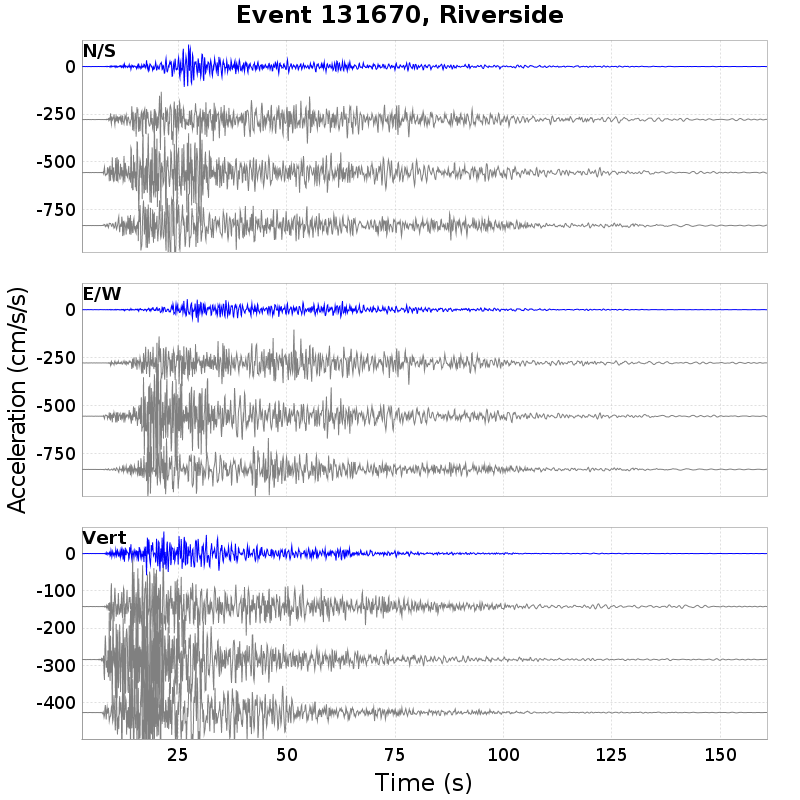 Event 131670, Riverside
N/S
0
-250
-500
-750
E/W
0
-250
-500
-750
Acceleration (cm/s/s)
Vert
0
-100
-200
-300
-400
25 50 75 100 125 150
Time (s)